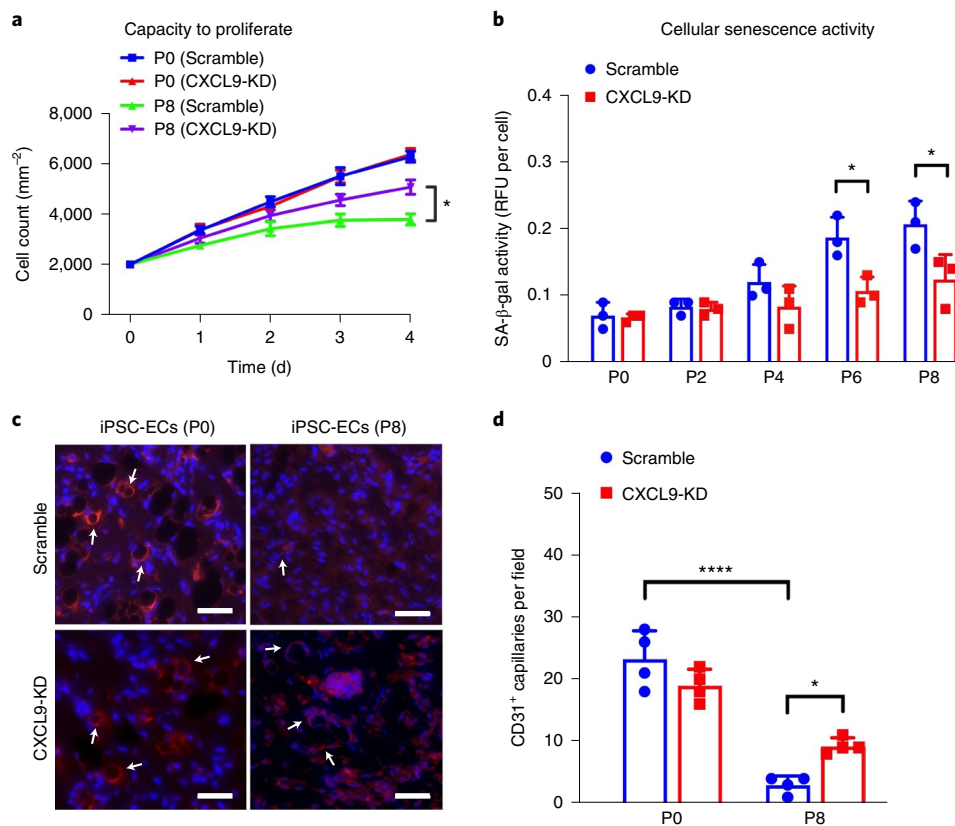 a
Capacity to proliferate
P0 (Scramble)
P0 (CXCL9-KD)
P8 (Scramble)
P8 (CXCL9-KD)
8,000
6,000
4,000
2,000
0
Cell count (mm⁻²)
*
0 1 2 3 4
Time (d)
b
Cellular senescence activity
Scramble
CXCL9-KD
0.4
0.3
0.2
0.1
0
SA-β-gal activity (RFU per cell)
* *
P0 P2 P4 P6 P8
c
iPSC-ECs (P0) iPSC-ECs (P8)
Scramble
CXCL9-KD
d
Scramble
CXCL9-KD
50
40
30
20
10
0
CD31⁺ capillaries per field
****
*
P0 P8